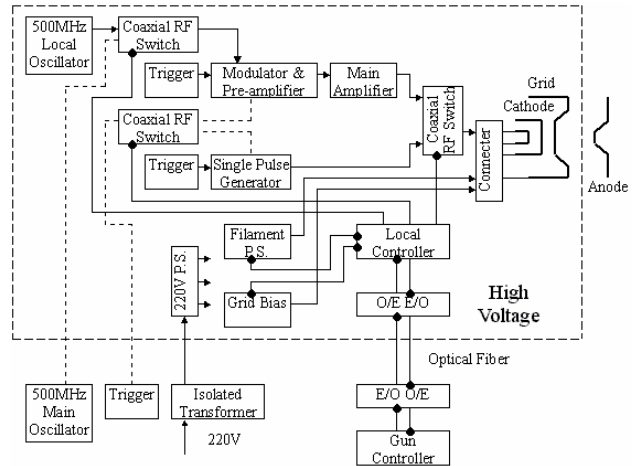 500MHz
Local
Oscillator
Coaxial RF
Switch
Trigger
Modulator &
Pre-amplifier
Main
Amplifier
Coaxial RF
Switch
Trigger
Single Pulse
Generator
Coaxial
RF Switch
Connecter
Grid
Cathode
Anode
220V P.S.
Filament
P.S.
Grid Bias
Local
Controller
O/E E/O
High
Voltage
Optical Fiber
500MHz
Main
Oscillator
Trigger
Isolated
Transformer
220V
E/O O/E
Gun
Controller